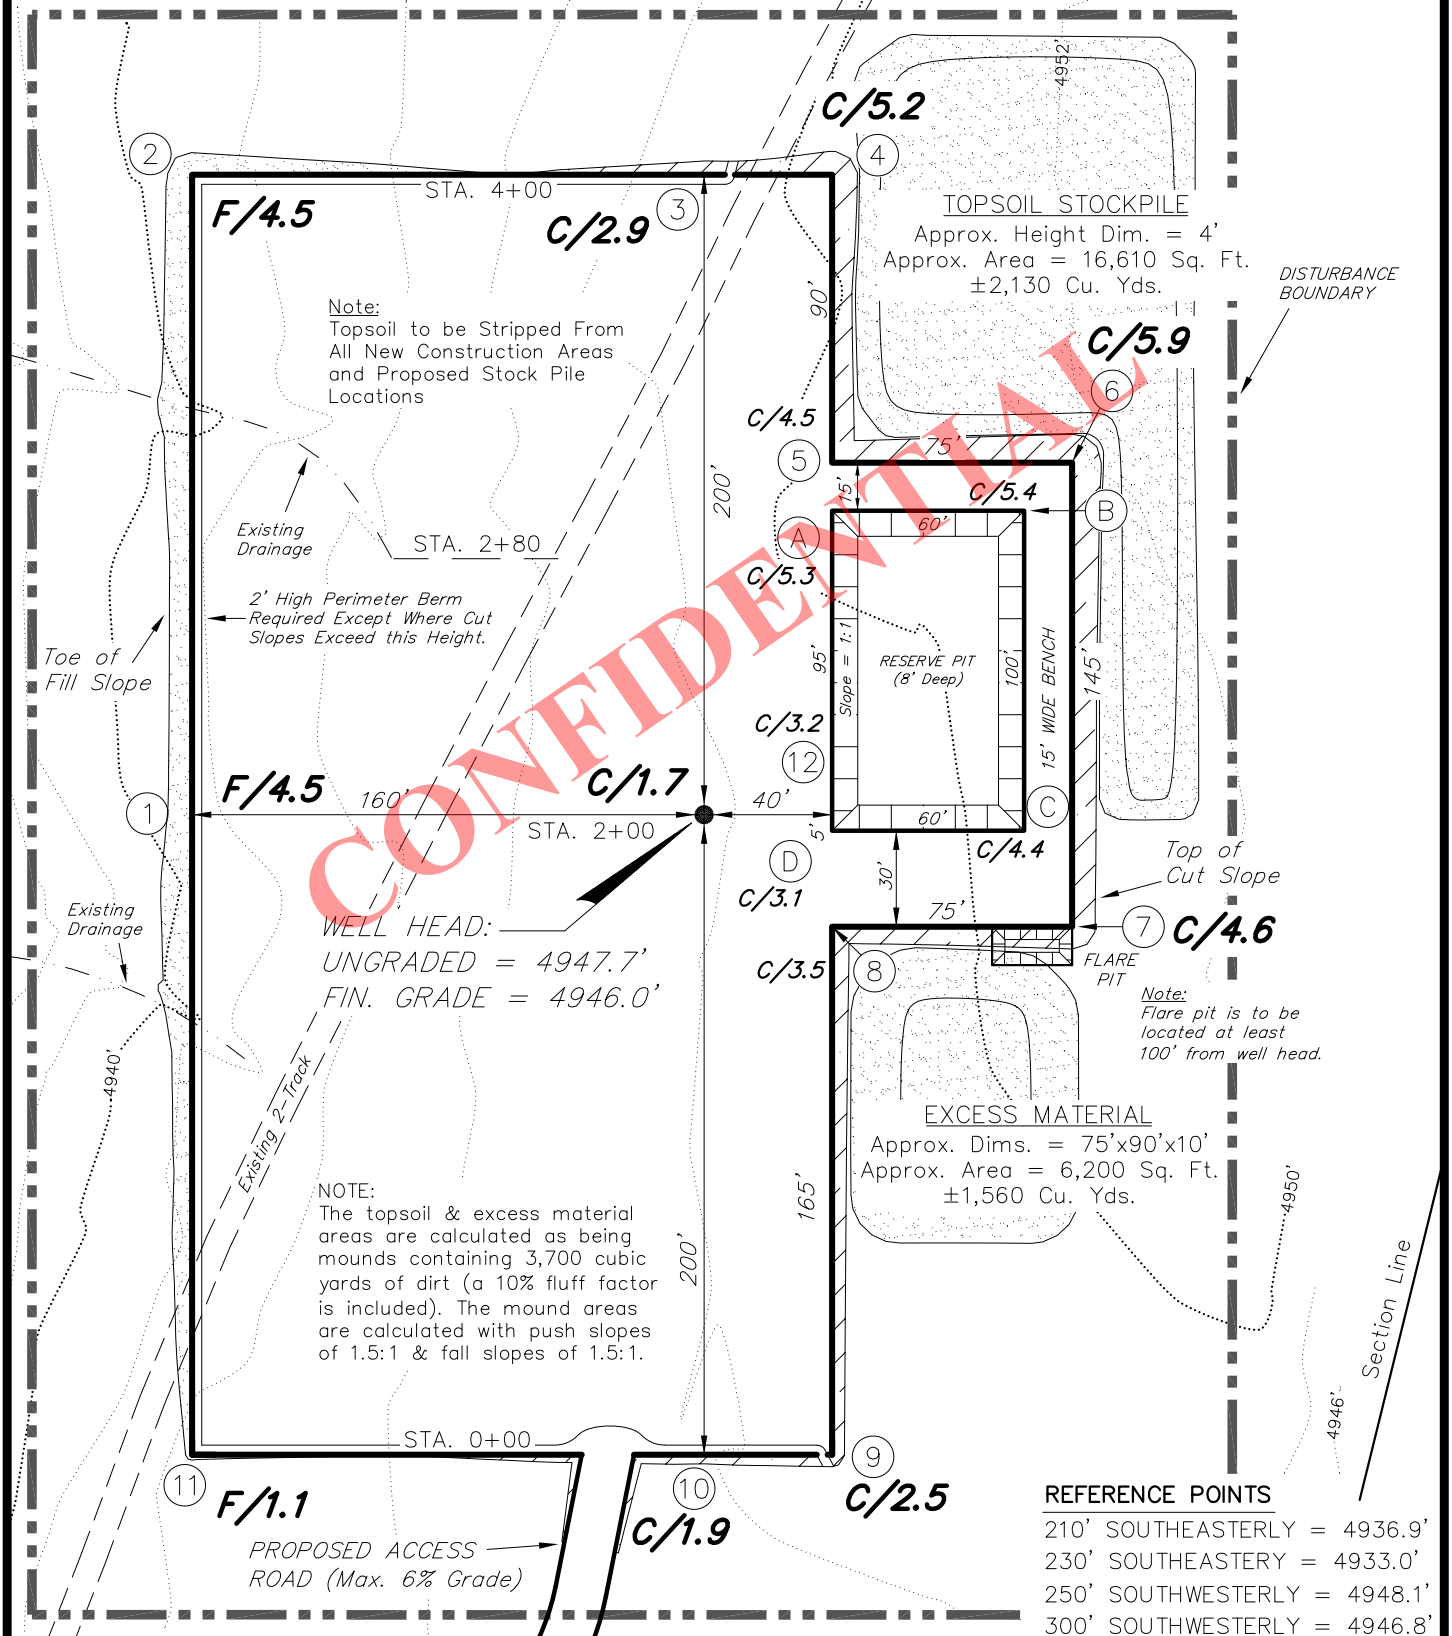 4952'
C/5.2
2
4
STA. 4+00
F/4.5
C/2.9
3
TOPSOIL STOCKPILE
Approx. Height Dim. = 4'
Approx. Area = 16,610 Sq. Ft.
±2,130 Cu. Yds.
DISTURBANCE
BOUNDARY
90'
Note:
Topsoil to be Stripped From
All New Construction Areas
and Proposed Stock Pile
Locations
C/5.9
6
C/4.5
75'
5
200'
15'
C/5.4
B
60'
A
Existing
Drainage
STA. 2+80
C/5.3
2' High Perimeter Berm
Required Except Where Cut
Slopes Exceed this Height.
Toe of
Fill Slope
95'
Slope = 1:1
RESERVE PIT
(8' Deep)
100'
15' WIDE BENCH
145'
C/3.2
12
CONFIDENTIAL
1
F/4.5
160'
C/1.7
40'
STA. 2+00
5'
60'
C
C/4.4
D
C/3.1
30'
Top of
Cut Slope
Existing
Drainage
75'
7
C/4.6
WELL HEAD:
UNGRADED = 4947.7'
FIN. GRADE = 4946.0'
C/3.5
8
FLARE
PIT
Note:
Flare pit is to be
located at least
100' from well head.
4940'
Existing 2-Track
EXCESS MATERIAL
Approx. Dims. = 75'x90'x10'
Approx. Area = 6,200 Sq. Ft.
±1,560 Cu. Yds.
165'
4950'
NOTE:
The topsoil & excess material
areas are calculated as being
mounds containing 3,700 cubic
yards of dirt (a 10% fluff factor
is included). The mound areas
are calculated with push slopes
of 1.5:1 & fall slopes of 1.5:1.
200'
Section Line
4946'
STA. 0+00
11
F/1.1
10
C/1.9
9
C/2.5
PROPOSED ACCESS
ROAD (Max. 6% Grade)
REFERENCE POINTS
210' SOUTHEASTERLY = 4936.9'
230' SOUTHEASTERY = 4933.0'
250' SOUTHWESTERLY = 4948.1'
300' SOUTHWESTERLY = 4946.8'